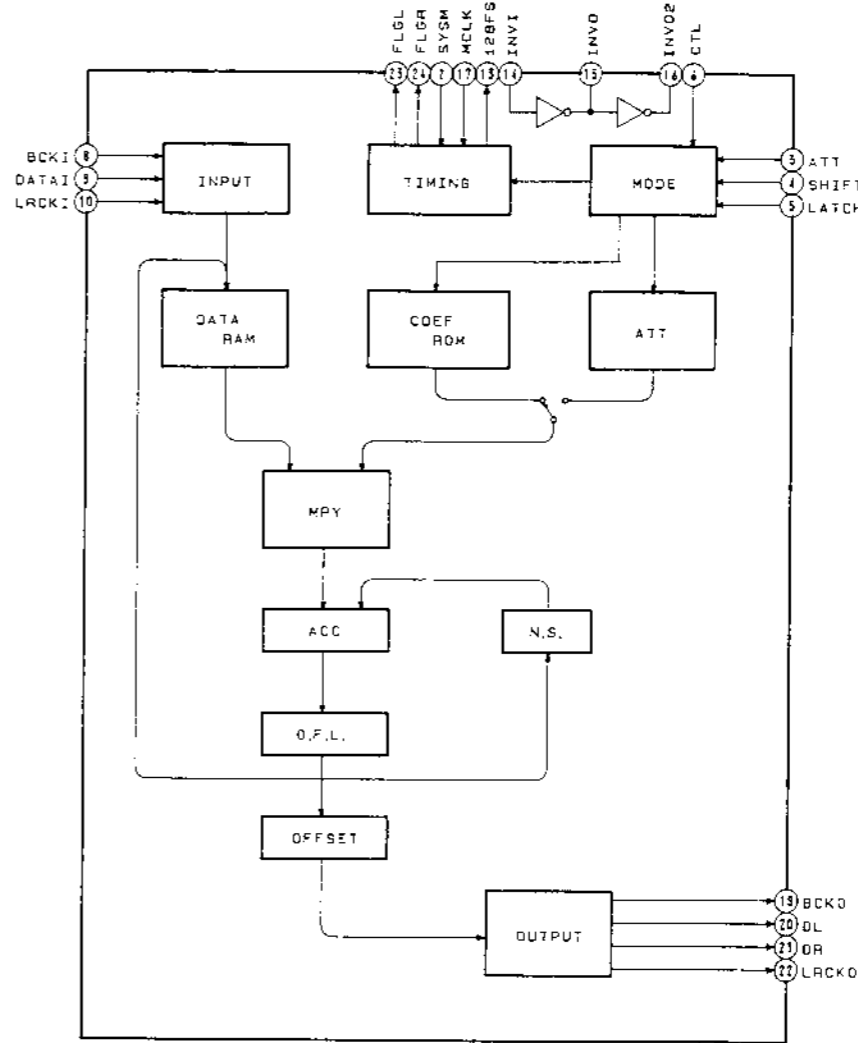 FLGL
FLGR
SYSM
MCLK
128FS
INVI
INVO
INVO2
CTL
23
24
2
17
13
14
15
16
6
BCKI 8
DATAI 9
LRCKI 10
INPUT
TIMING
MODE
3 ATT
4 SHIFT
5 LATCH
DATA
RAM
COEF
ROM
ATT
MPY
ACC
N.S.
O.F.L.
OFFSET
OUTPUT
19 BCKO
20 DL
21 DR
22 LRCKO